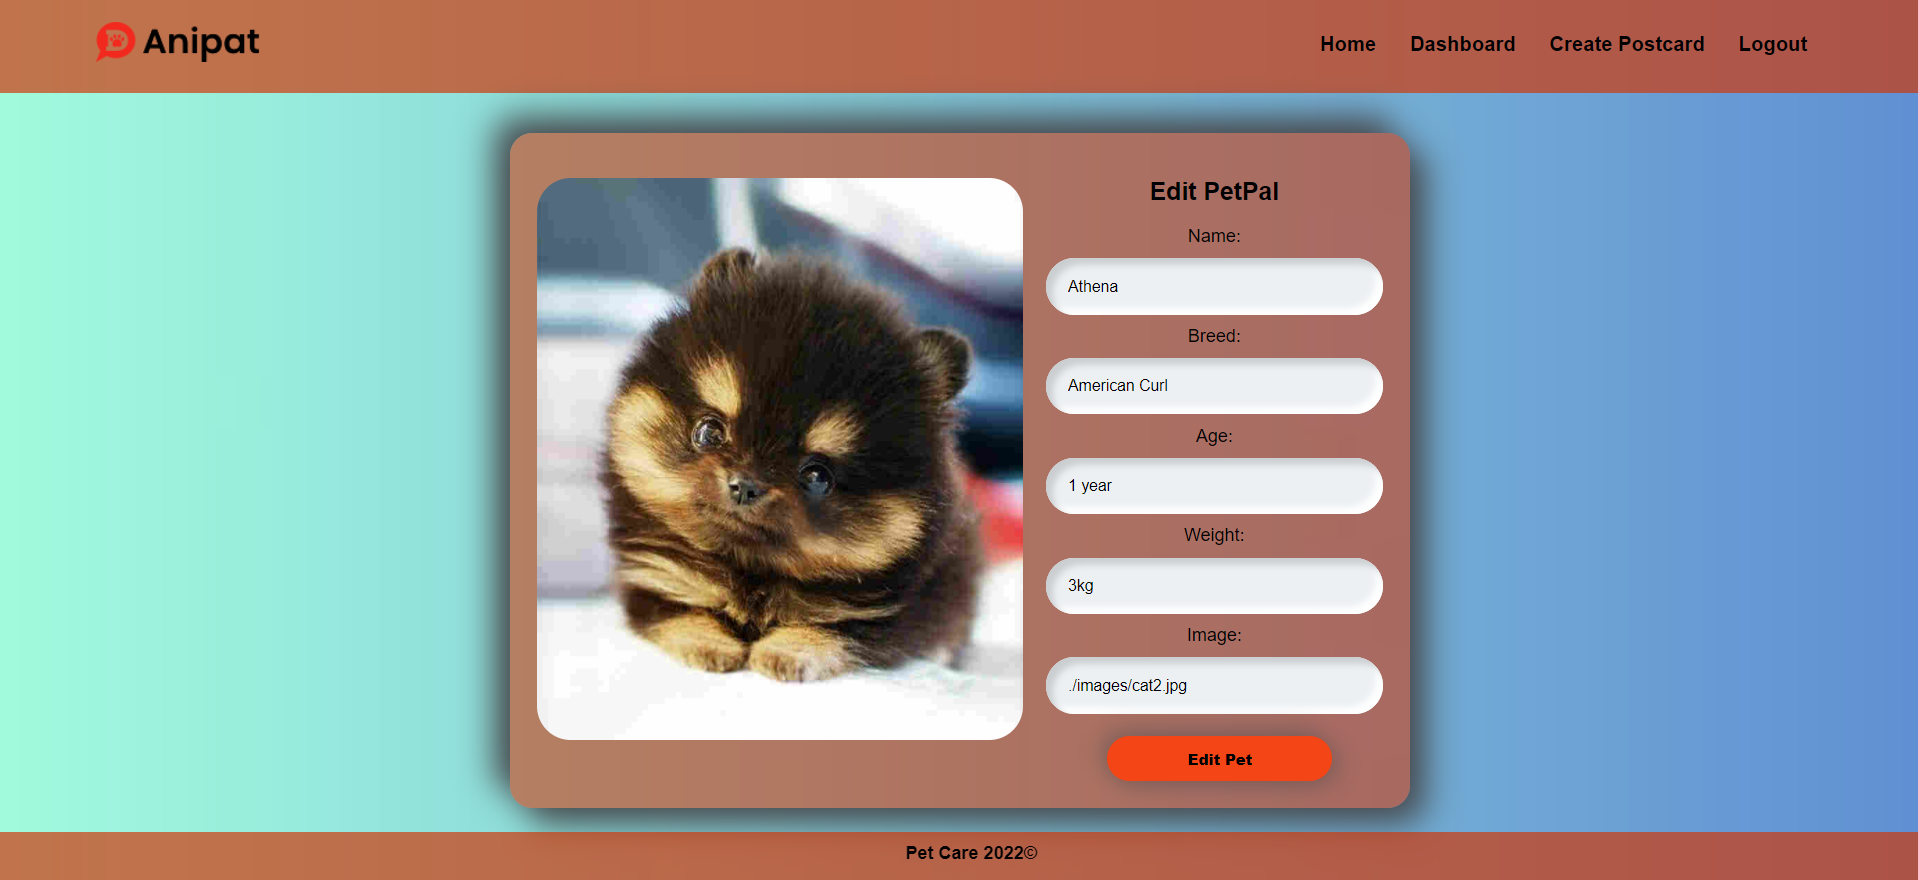 Anipat
Home Dashboard Create Postcard Logout
Edit PetPal
Name:
Athena
Breed:
American Curl
Age:
1 year
Weight:
3kg
Image:
./images/cat2.jpg
Edit Pet
Pet Care 2022©